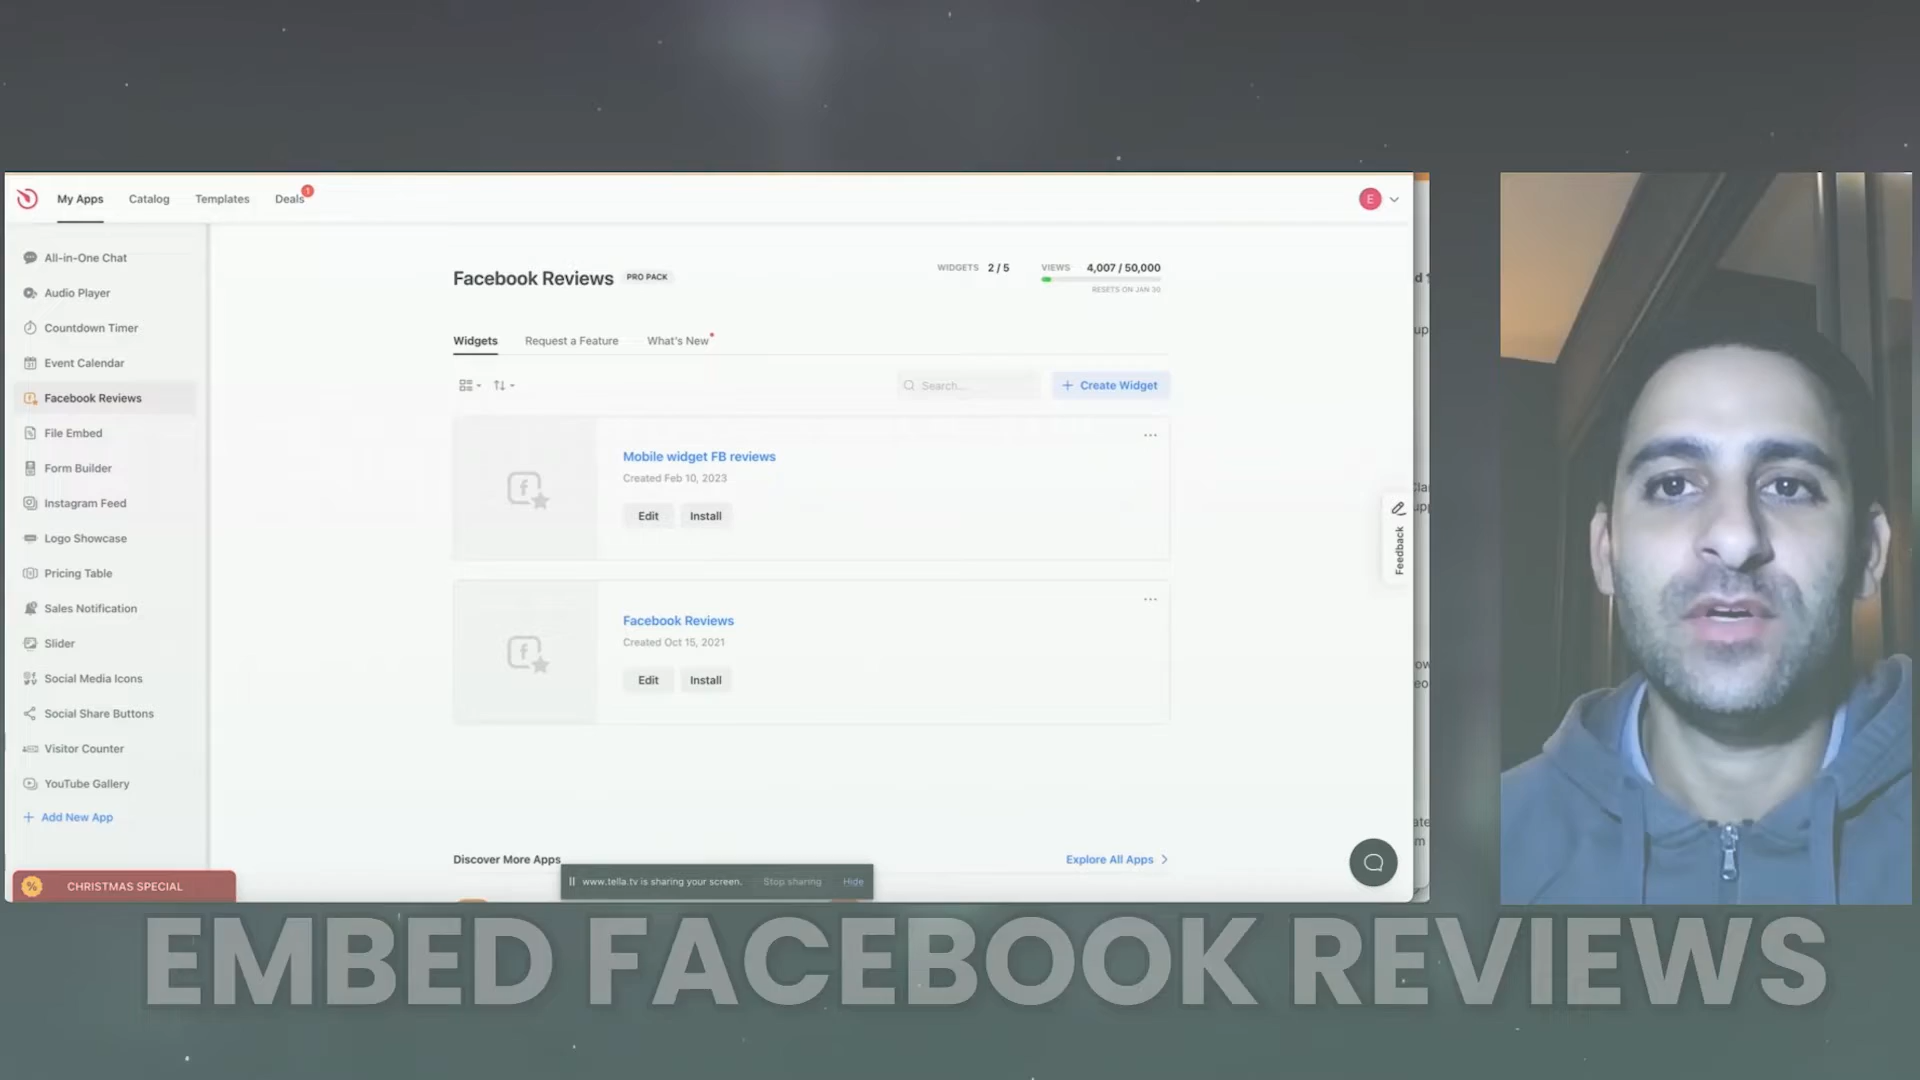 My Apps
Catalog
Templates
Deals
1
E
All-in-One Chat
Audio Player
Countdown Timer
Event Calendar
Facebook Reviews
File Embed
Form Builder
Instagram Feed
Logo Showcase
Pricing Table
Sales Notification
Slider
Social Media Icons
Social Share Buttons
Visitor Counter
YouTube Gallery
+ Add New App
% CHRISTMAS SPECIAL
Facebook Reviews PRO PACK
WIDGETS 2 / 5
VIEWS 4,007 / 50,000
RESETS ON JAN 30
Widgets
Request a Feature
What's New
Search...
+ Create Widget
Mobile widget FB reviews
Created Feb 10, 2023
Edit Install
Facebook Reviews
Created Oct 15, 2021
Edit Install
Feedback
Discover More Apps
Explore All Apps >
www.tella.tv is sharing your screen. Stop sharing Hide
EMBED FACEBOOK REVIEWS